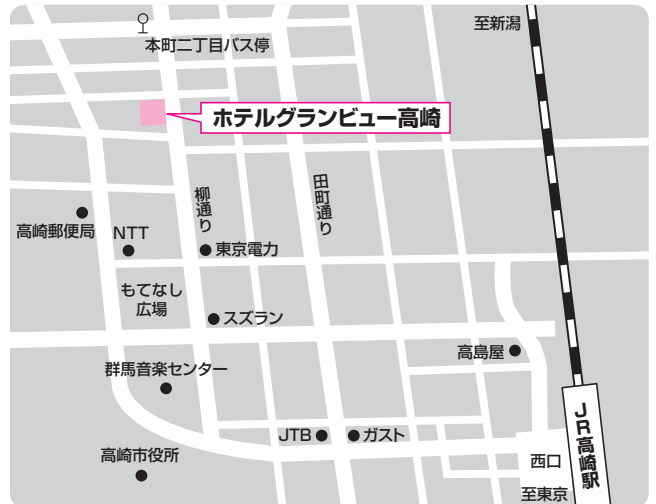 至新潟
本町二丁目バス停
ホテルグランビュー高崎
柳通り
田町通り
高崎郵便局
NTT
東京電力
もてなし
広場
スズラン
高島屋
群馬音楽センター
JTB
ガスト
JR高崎駅
高崎市役所
西口
至東京